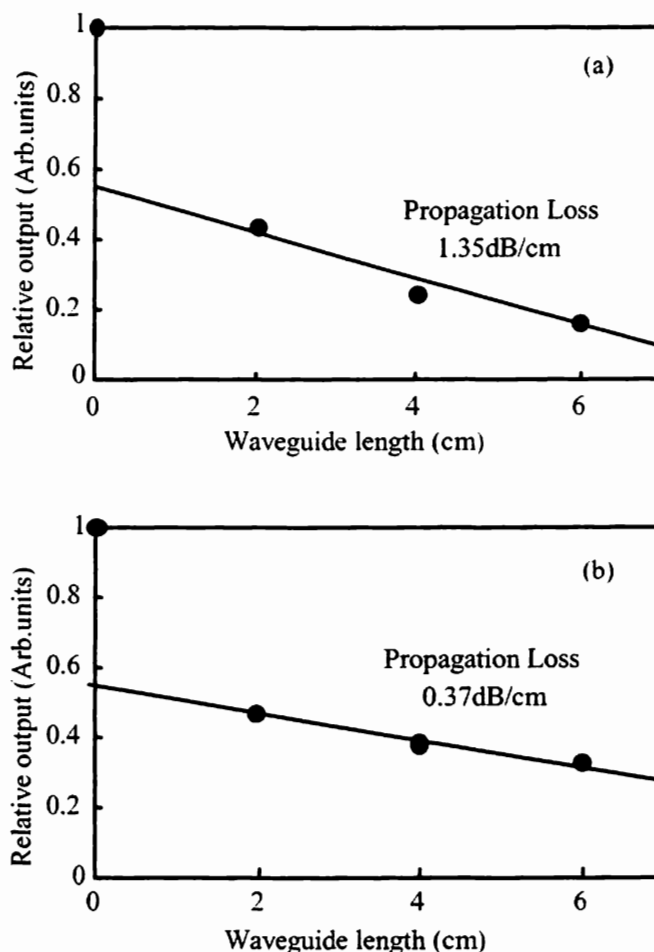 1
(a)
0.8
0.6
Propagation Loss
0.4
1.35dB/cm
0.2
0
Relative output (Arb.units)
0 2 4 6
Waveguide length (cm)
1
(b)
0.8
0.6
Propagation Loss
0.37dB/cm
0.4
0.2
0
Relative output (Arb.units)
0 2 4 6
Waveguide length (cm)